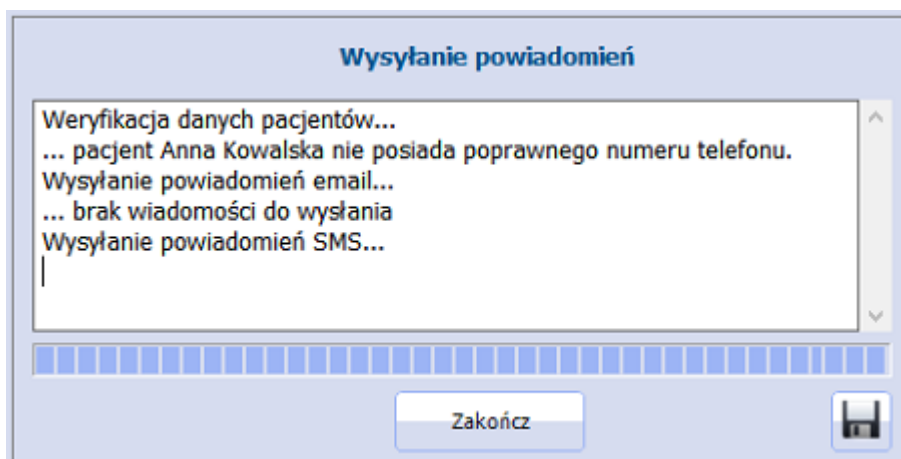 Wysyłanie powiadomień
Weryfikacja danych pacjentów...
... pacjent Anna Kowalska nie posiada poprawnego numeru telefonu.
Wysyłanie powiadomień email...
... brak wiadomości do wysłania
Wysyłanie powiadomień SMS...
Zakończ